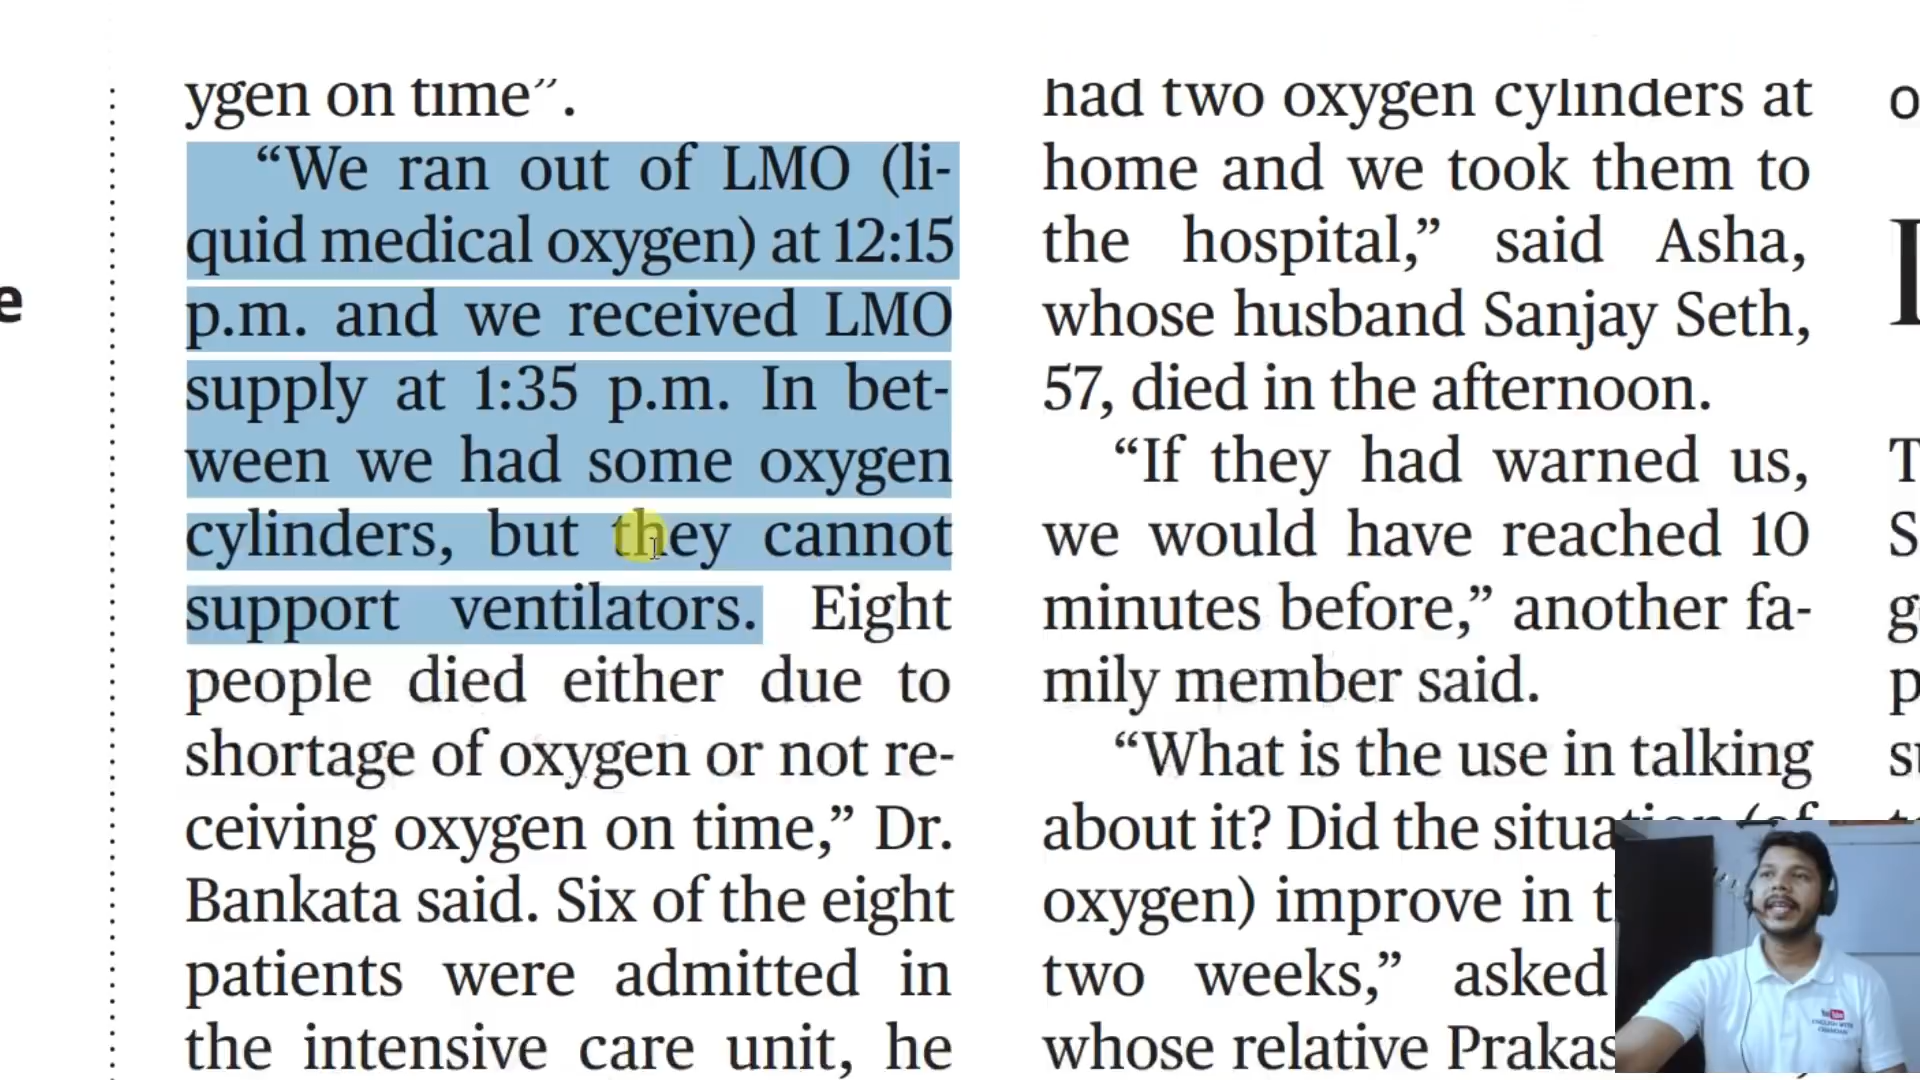 ygen on time”.
“We ran out of LMO (li-
quid medical oxygen) at 12:15
p.m. and we received LMO
supply at 1:35 p.m. In bet-
ween we had some oxygen
cylinders, but they cannot
support ventilators. Eight
people died either due to
shortage of oxygen or not re-
ceiving oxygen on time,” Dr.
Bankata said. Six of the eight
patients were admitted in
the intensive care unit, he
had two oxygen cylinders at
home and we took them to
the hospital,” said Asha,
whose husband Sanjay Seth,
57, died in the afternoon.
“If they had warned us,
we would have reached 10
minutes before,” another fa-
mily member said.
“What is the use in talking
about it? Did the situation (of
oxygen) improve in
two weeks,” asked
whose relative Prakas
e
YouTube
ENGLISH WITH
CHANDAN